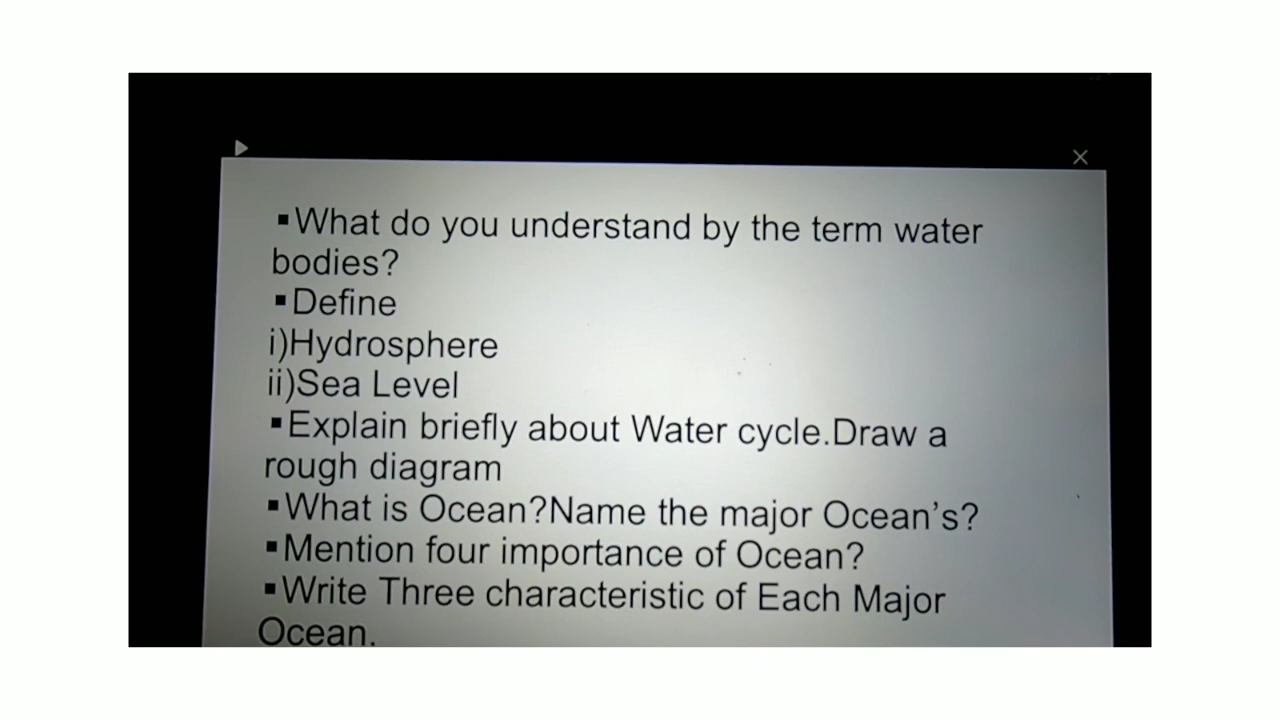 ▪What do you understand by the term water
bodies?
▪Define
i)Hydrosphere
ii)Sea Level
▪Explain briefly about Water cycle.Draw a
rough diagram
▪What is Ocean?Name the major Ocean's?
▪Mention four importance of Ocean?
▪Write Three characteristic of Each Major
Ocean.